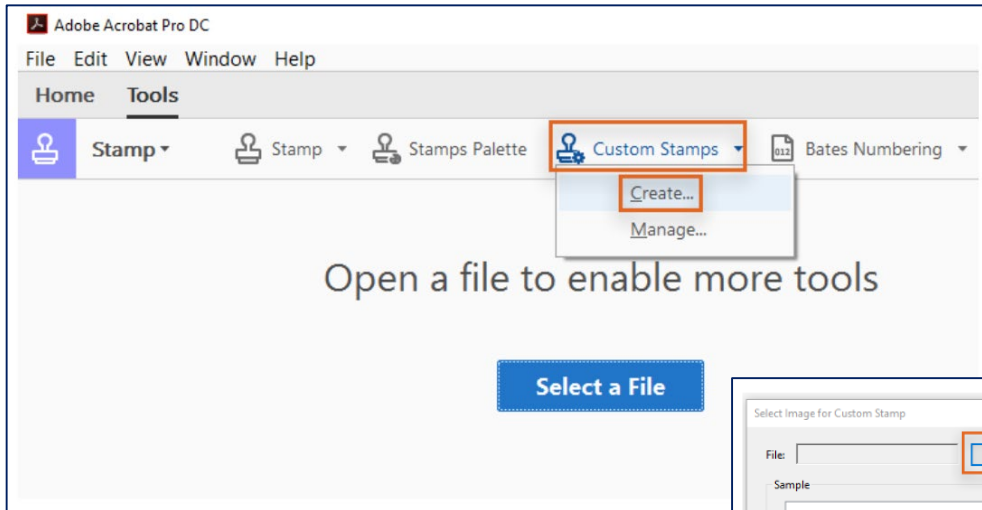 Adobe Acrobat Pro DC
File Edit View Window Help
Home Tools
Stamp Stamp Stamps Palette Custom Stamps Bates Numbering
Create...
Manage...
Open a file to enable more tools
Select a File
Select Image for Custom Stamp
File:
Sample